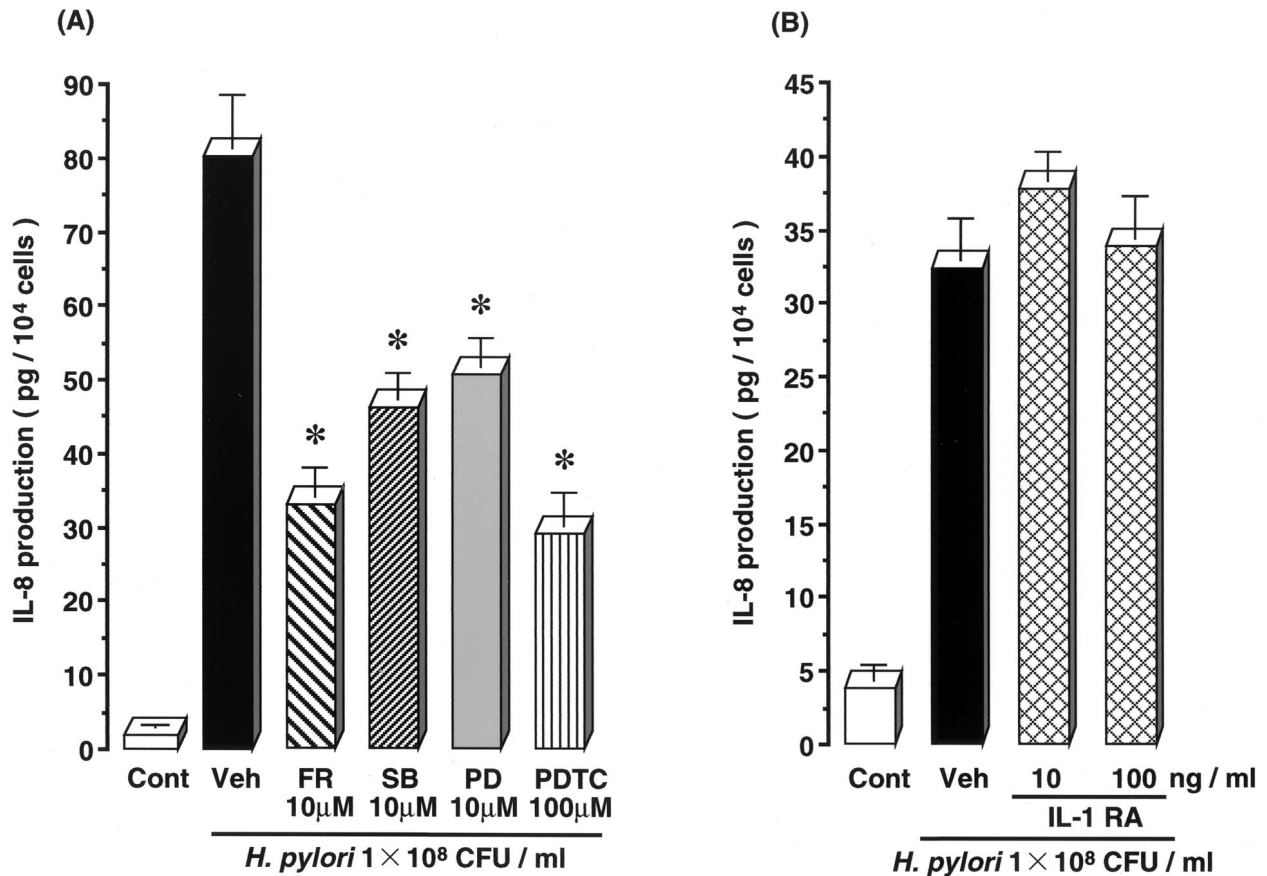 (A)
IL-8 production ( pg / 10⁴ cells )
90
80
70
60
50
40
30
20
10
0
*
*
*
*
Cont Veh FR SB PD PDTC
10μM 10μM 10μM 100μM
H. pylori 1×10⁸ CFU / ml
(B)
IL-8 production ( pg / 10⁴ cells )
45
40
35
30
25
20
15
10
5
0
Cont Veh 10 100 ng / ml
IL-1 RA
H. pylori 1×10⁸ CFU / ml